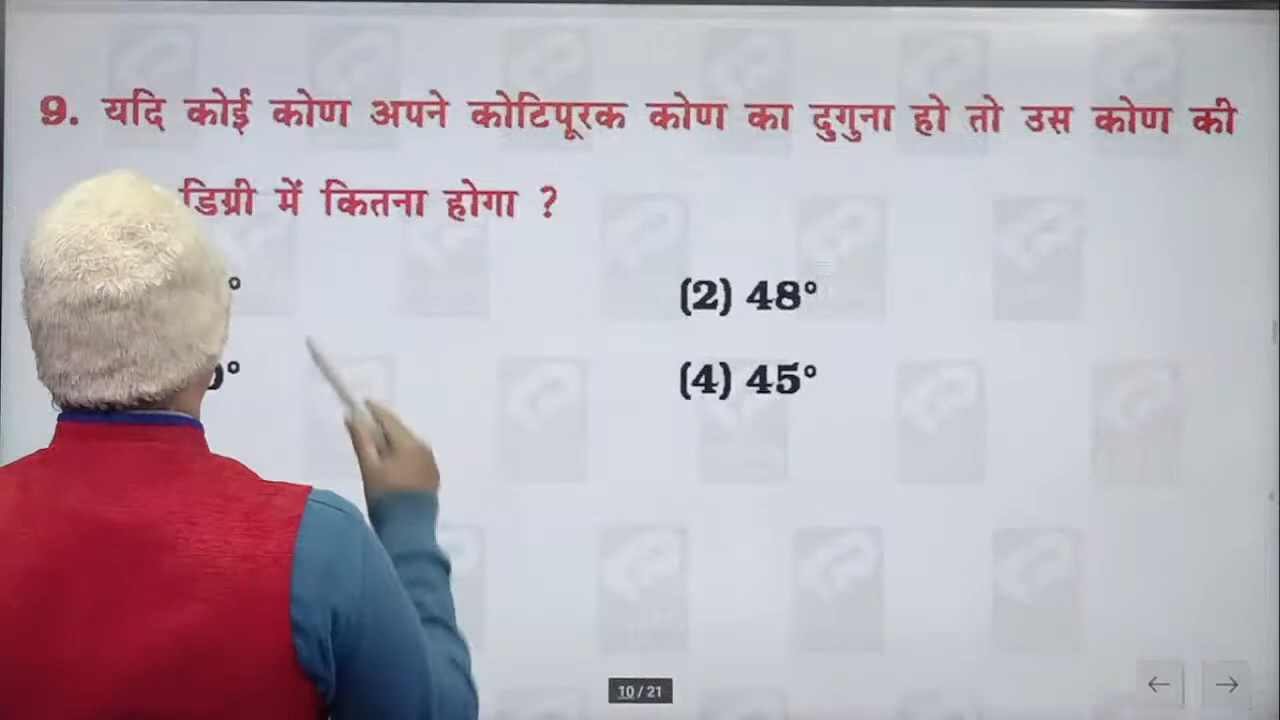 9. यदि कोई कोण अपने कोटिपूरक कोण का दुगुना हो तो उस कोण की
डिग्री में कितना होगा ?
(2) 48°
(4) 45°
10 / 21